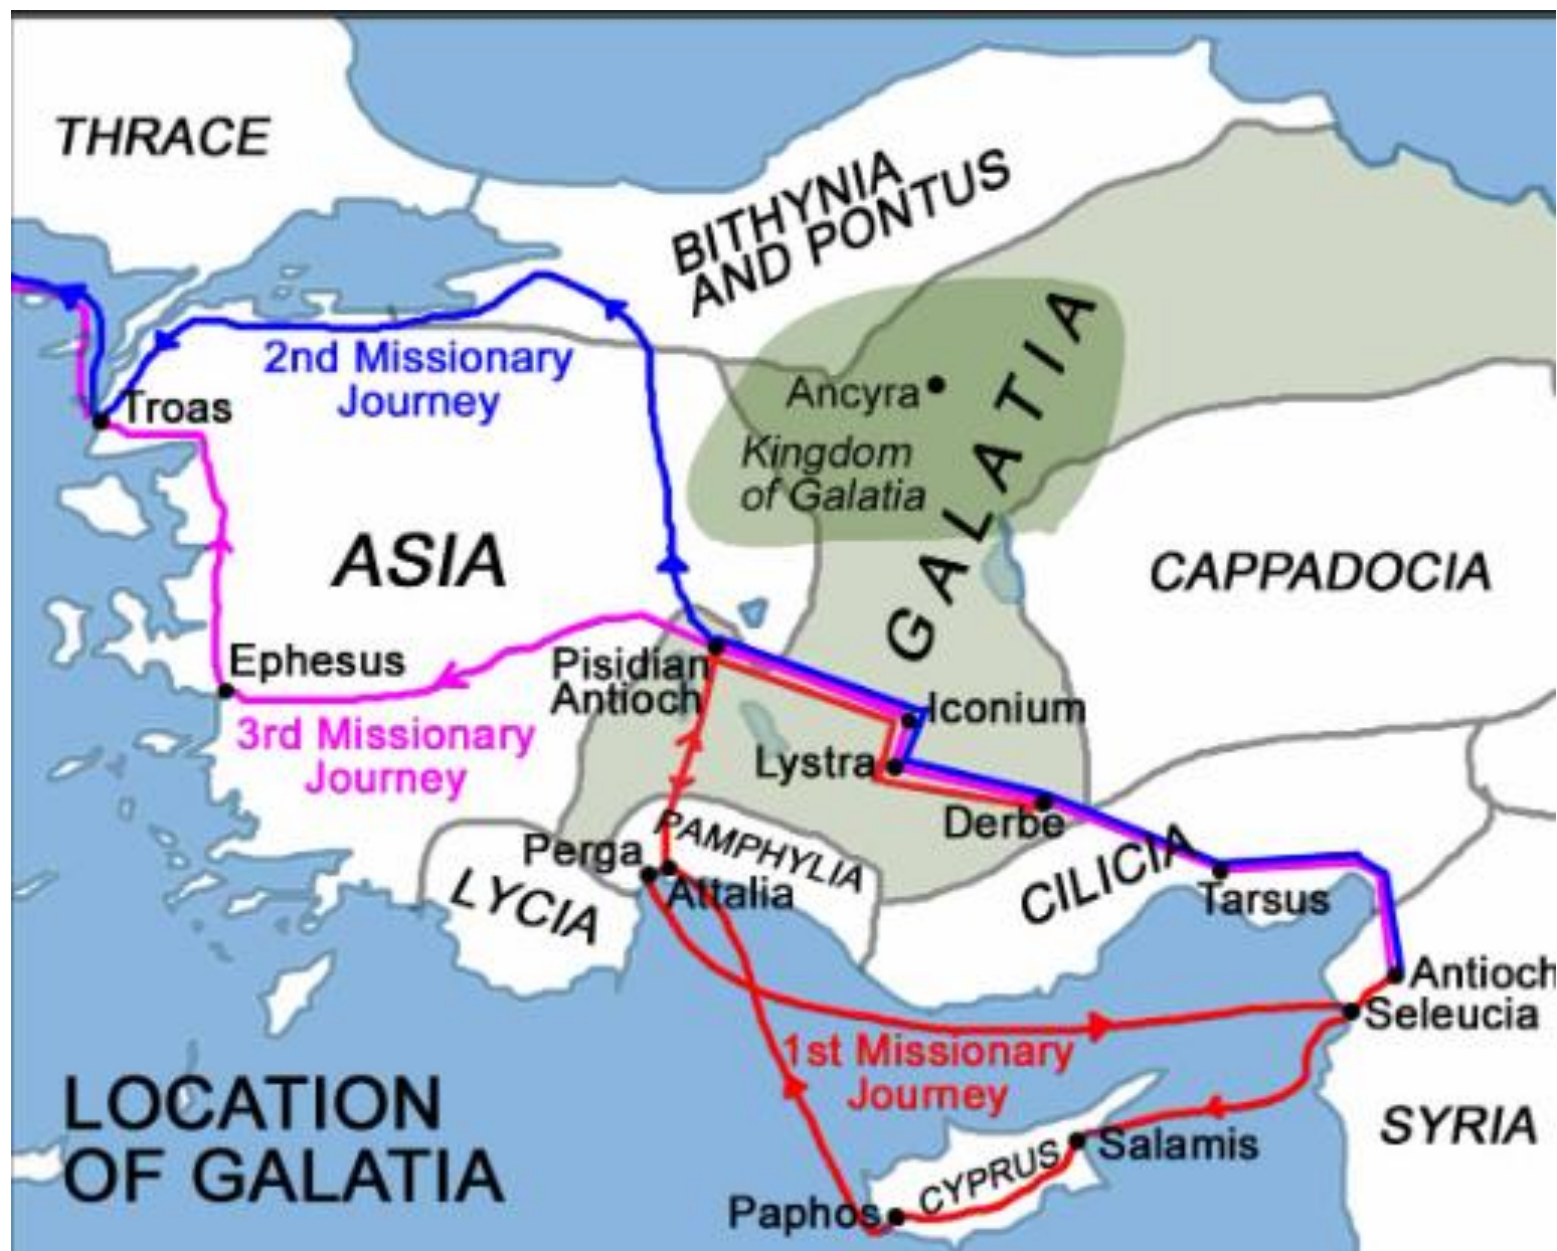 THRACE
BITHYNIA
AND PONTUS
2nd Missionary
Journey
Troas
Ancyra
Kingdom
of Galatia
GALATIA
ASIA
CAPPADOCIA
Ephesus
Pisidian
Antioch
3rd Missionary
Journey
Iconium
Lystra
Derbe
Perga
PAMPHYLIA
Attalia
LYCIA
CILICIA
Tarsus
Antioch
Seleucia
1st Missionary
Journey
LOCATION
OF GALATIA
SYRIA
Salamis
CYPRUS
Paphos